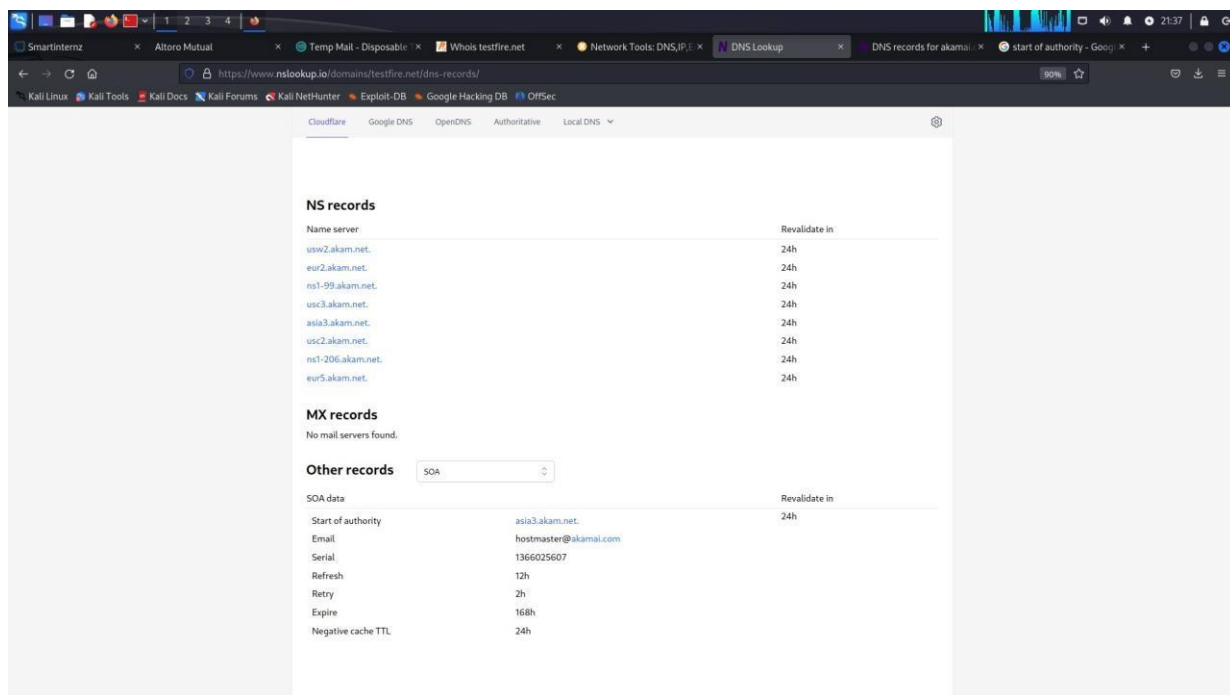 1 2 3 4
21:37
Smartinternz × Altoro Mutual × Temp Mail - Disposable × Whois testfire.net × Network Tools: DNS,IP,E × DNS Lookup × DNS records for akamai.c × start of authority - Goog × +
https://www.nslookup.io/domains/testfire.net/dns-records/ 90%
Kali Linux Kali Tools Kali Docs Kali Forums Kali NetHunter Exploit-DB Google Hacking DB OffSec
Cloudflare Google DNS OpenDNS Authoritative Local DNS
NS records
Name server Revalidate in
usw2.akam.net. 24h
eur2.akam.net. 24h
ns1-99.akam.net. 24h
usc3.akam.net. 24h
asia3.akam.net. 24h
usc2.akam.net. 24h
ns1-206.akam.net. 24h
eur5.akam.net. 24h
MX records
No mail servers found.
Other records SOA
SOA data Revalidate in
Start of authority asia3.akam.net. 24h
Email hostmaster@akamai.com
Serial 1366025607
Refresh 12h
Retry 2h
Expire 168h
Negative cache TTL 24h